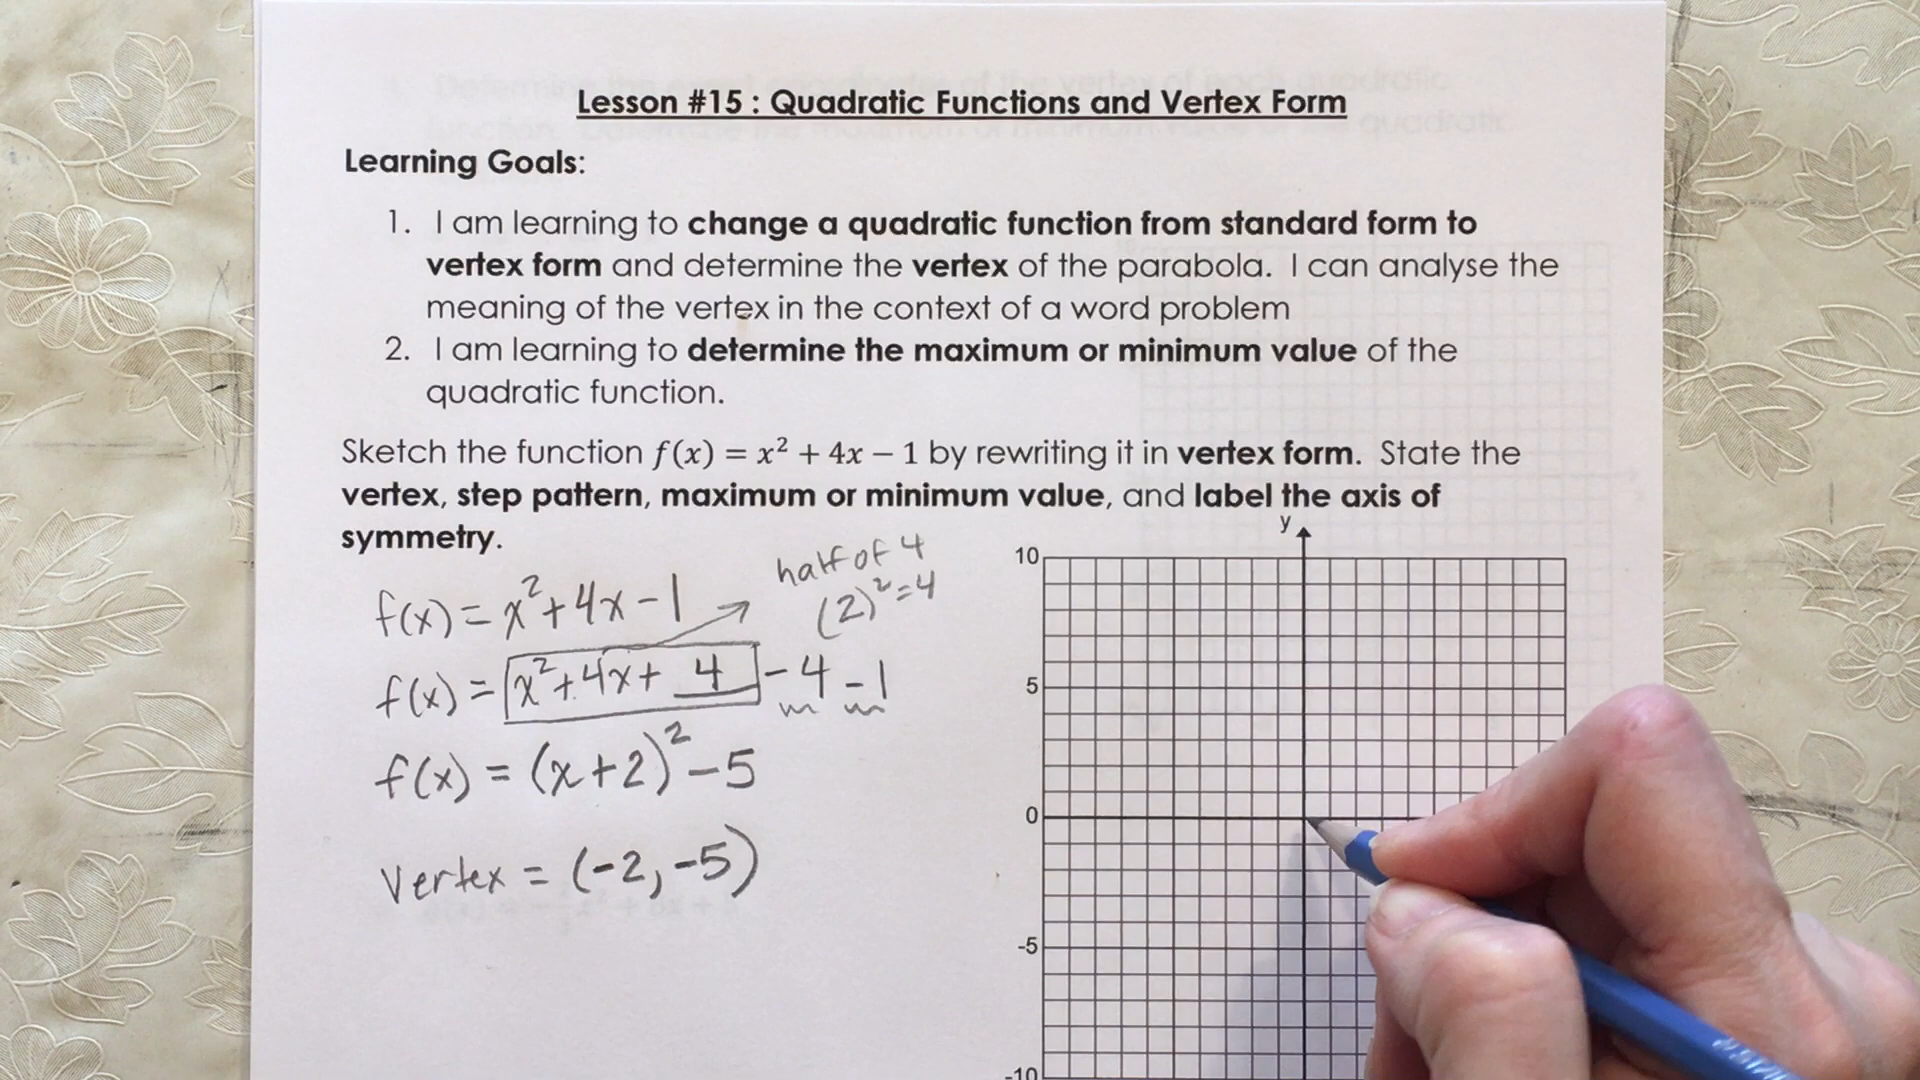 Lesson #15 : Quadratic Functions and Vertex Form
Learning Goals:
1. I am learning to change a quadratic function from standard form to
vertex form and determine the vertex of the parabola. I can analyse the
meaning of the vertex in the context of a word problem
2. I am learning to determine the maximum or minimum value of the
quadratic function.
Sketch the function f(x) = x² + 4x − 1 by rewriting it in vertex form. State the
vertex, step pattern, maximum or minimum value, and label the axis of
symmetry.
half of 4
(2)²=4
f(x) = x²+4x-1
f(x) = x²+4x+ 4 -4 -1
f(x) = (x+2)²-5
Vertex = (-2,-5)
y
10
5
0
-5
-10